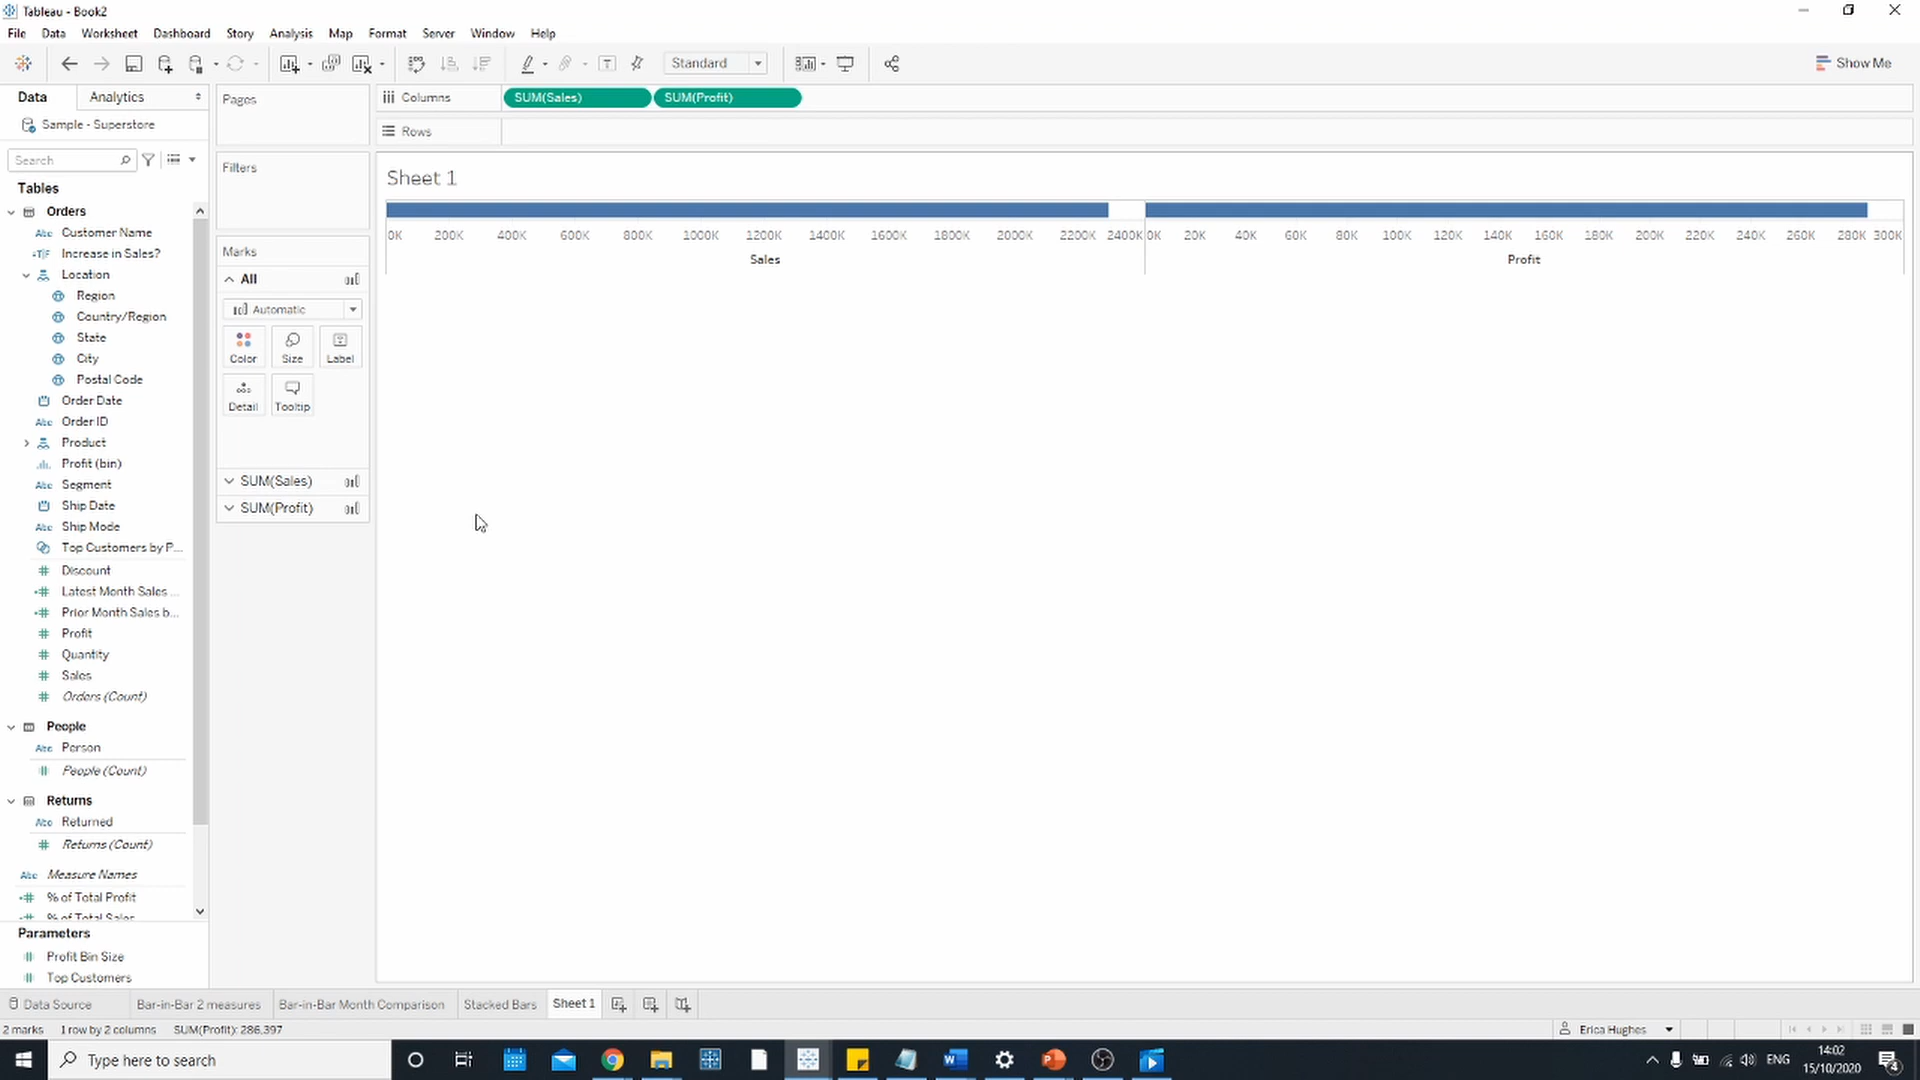 Tableau - Book2
File Data Worksheet Dashboard Story Analysis Map Format Server Window Help
Standard
Show Me
Data Analytics
Sample - Superstore
Search
Tables
Orders
Customer Name
Increase in Sales?
Location
Region
Country/Region
State
City
Postal Code
Order Date
Order ID
Product
Profit (bin)
Segment
Ship Date
Ship Mode
Top Customers by P...
Discount
Latest Month Sales ...
Prior Month Sales b...
Profit
Quantity
Sales
Orders (Count)
People
Person
People (Count)
Returns
Returned
Returns (Count)
Measure Names
% of Total Profit
% of Total Sales
Parameters
Profit Bin Size
Top Customers
Pages
Filters
Marks
All
Automatic
Color Size Label
Detail Tooltip
SUM(Sales)
SUM(Profit)
Columns SUM(Sales) SUM(Profit)
Rows
Sheet 1
0K 200K 400K 600K 800K 1000K 1200K 1400K 1600K 1800K 2000K 2200K 2400K
Sales
0K 20K 40K 60K 80K 100K 120K 140K 160K 180K 200K 220K 240K 260K 280K 300K
Profit
Data Source Bar-in-Bar 2 measures Bar-in-Bar Month Comparison Stacked Bars Sheet 1
2 marks 1 row by 2 columns SUM(Profit): 286,397
Erica Hughes
Type here to search
ENG
14:02
15/10/2020
4